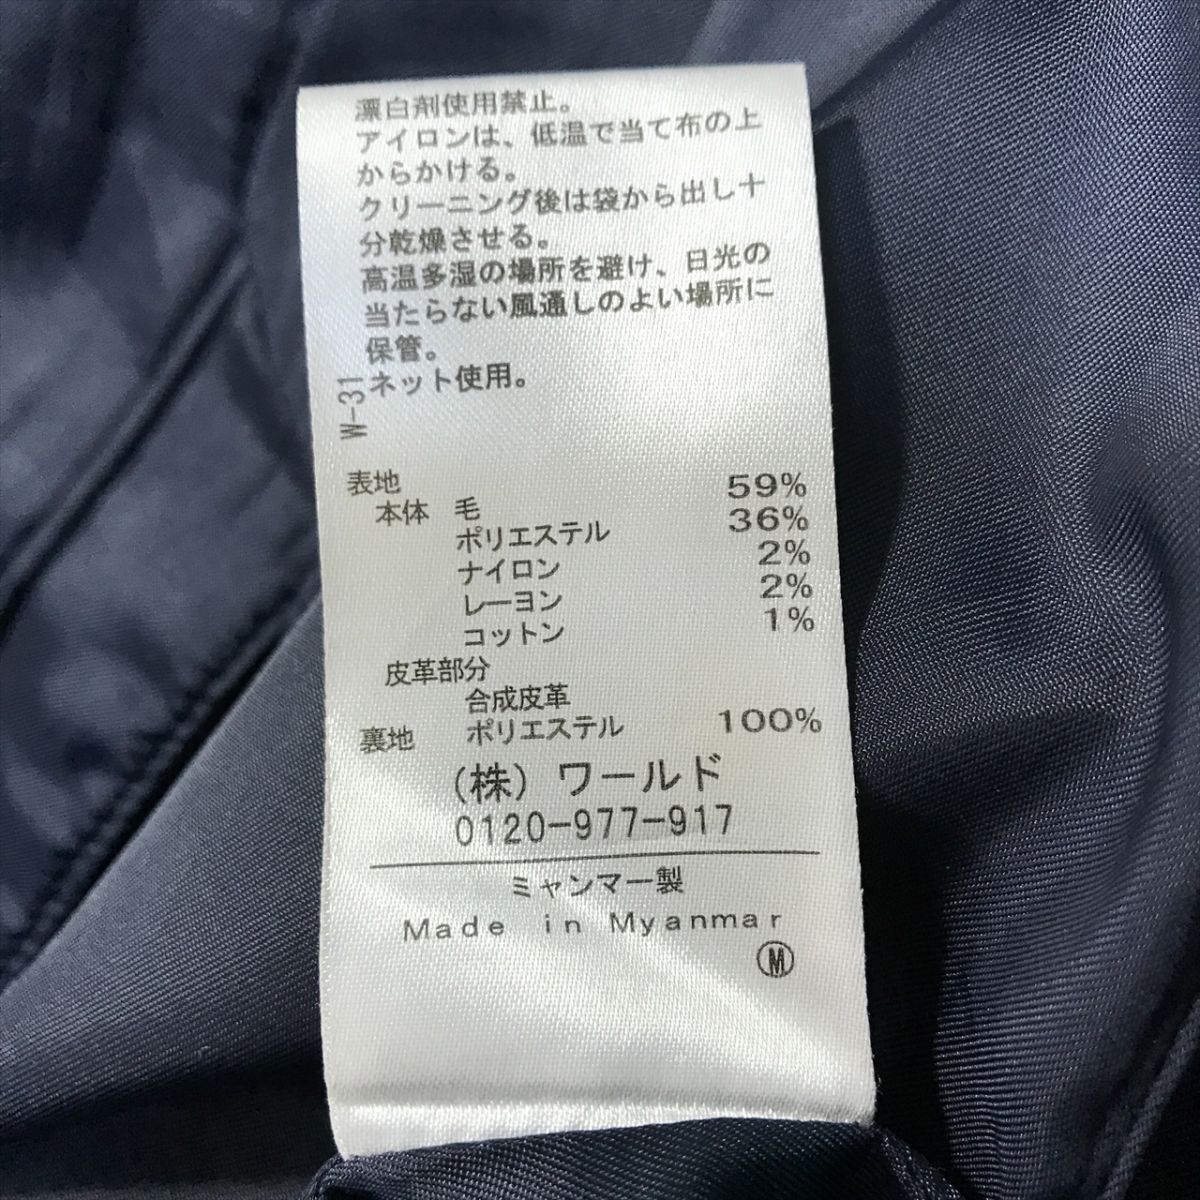 漂白剤使用禁止。
アイロンは、低温で当て布の上
からかける。
クリーニング後は袋から出し十
分乾燥させる。
高温多湿の場所を避け、日光の
当たらない風通しのよい場所に
保管。
ネット使用。
W-31
表地
本体 毛 59%
ポリエステル 36%
ナイロン 2%
レーヨン 2%
コットン 1%
皮革部分
合成皮革
裏地 ポリエステル 100%
(株) ワールド
0120-977-917
ミャンマー製
Made in Myanmar
Ⓜ